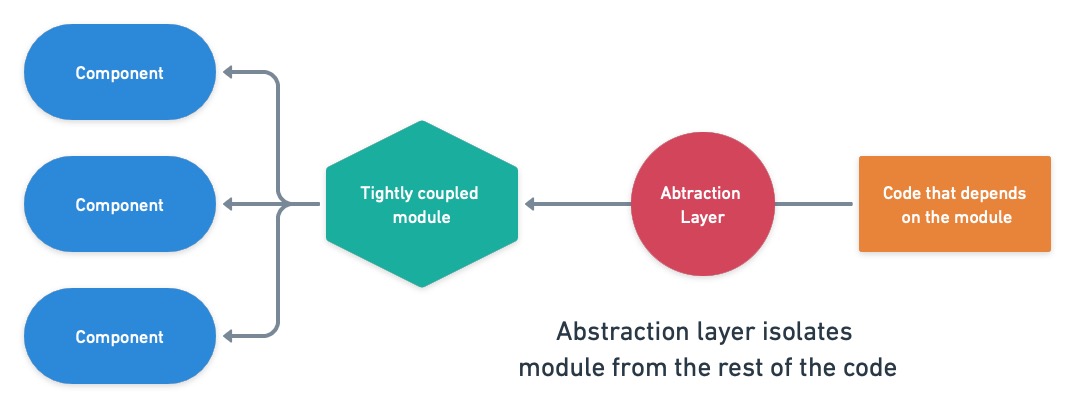 Component
Component
Component
Tightly coupled
module
Abtraction
Layer
Code that depends
on the module
Abstraction layer isolates
module from the rest of the code